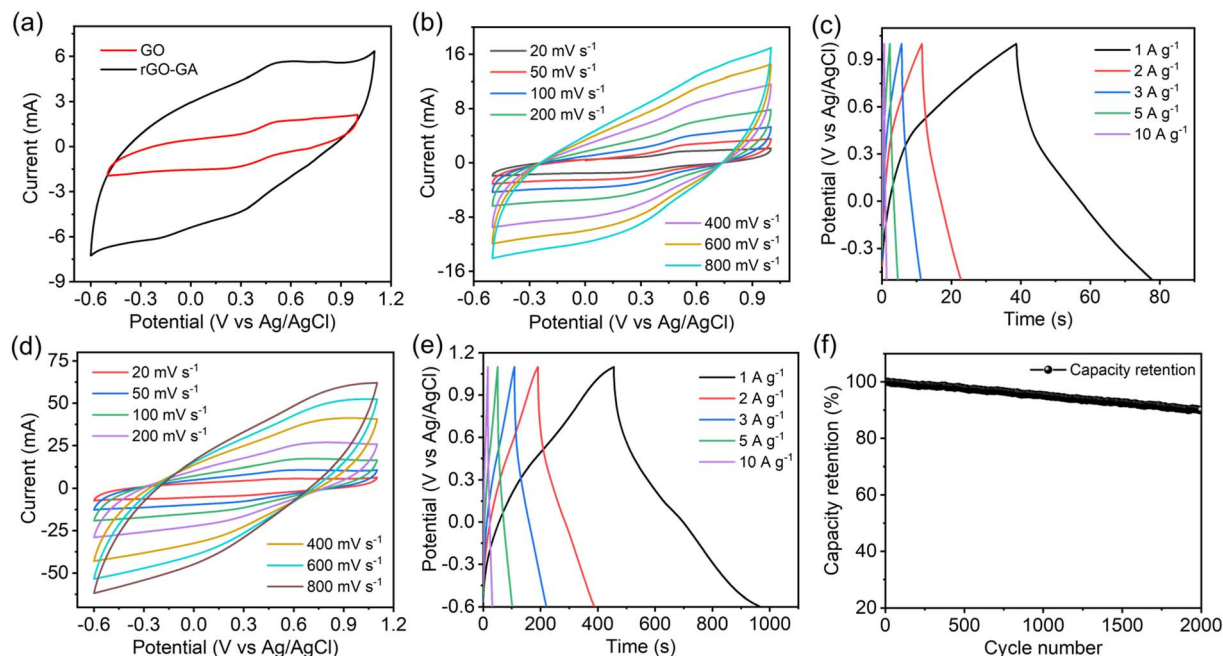 (a)
GO
rGO-GA
Current (mA)
6
3
0
-3
-6
-9
-0.6 -0.3 0.0 0.3 0.6 0.9 1.2
Potential (V vs Ag/AgCl)
(b)
20 mV s⁻¹
50 mV s⁻¹
100 mV s⁻¹
200 mV s⁻¹
400 mV s⁻¹
600 mV s⁻¹
800 mV s⁻¹
Current (mA)
16
8
0
-8
-16
-0.6 -0.3 0.0 0.3 0.6 0.9
Potential (V vs Ag/AgCl)
(c)
1 A g⁻¹
2 A g⁻¹
3 A g⁻¹
5 A g⁻¹
10 A g⁻¹
Potential (V vs Ag/AgCl)
0.9
0.6
0.3
0.0
-0.3
0 20 40 60 80
Time (s)
(d)
20 mV s⁻¹
50 mV s⁻¹
100 mV s⁻¹
200 mV s⁻¹
400 mV s⁻¹
600 mV s⁻¹
800 mV s⁻¹
Current (mA)
75
50
25
0
-25
-50
-0.6 -0.3 0.0 0.3 0.6 0.9 1.2
Potential (V vs Ag/AgCl)
(e)
1 A g⁻¹
2 A g⁻¹
3 A g⁻¹
5 A g⁻¹
10 A g⁻¹
Potential (V vs Ag/AgCl)
1.2
0.9
0.6
0.3
0.0
-0.3
-0.6
0 200 400 600 800 1000
Time (s)
(f)
Capacity retention
Capacity retention (%)
120
100
80
60
40
20
0 500 1000 1500 2000
Cycle number